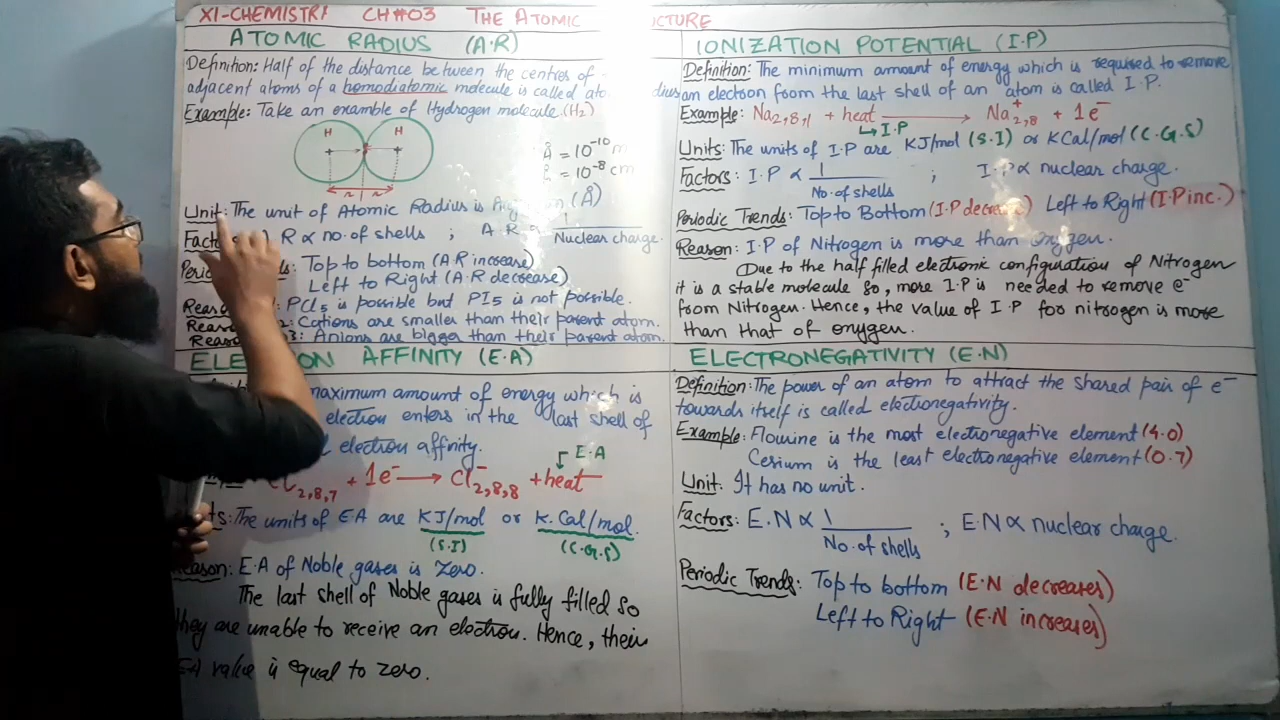 XI-CHEMISTRY CH#03 THE ATOMIC CTURE
ATOMIC RADIUS (A.R)
Definition: Half of the distance between the centres of
adjacent atoms of a homodiatomic molecule is called dius
Example: Take an examble of Hydrogen molecule (H2)
H H
Å = 10⁻¹⁰ m
= 10⁻⁸ cm
r r
Unit: The unit of Atomic Radius is (Å)
R ∝ no. of shells ; A R 1/Nuclear charge.
Top to bottom (A.R increase)
Left to Right (A.R decrease)
PCl5 is possible but PI5 is not possible.
Cations are smaller than their parent atom.
3: Anions are bigger than their parent atom.
IONIZATION POTENTIAL (I.P)
Definition: The minimum amount of energy which is required to remove
an electron from the last shell of an atom is called I.P.
Example: Na2,8,1 + heat → Na⁺2,8 + 1e⁻
↳ I.P
Units: The units of I.P are KJ/mol (S.I) or KCal/mol (C.G.S)
Factors: I.P ∝ 1/No. of shells ; I.P ∝ nuclear charge.
Periodic Trends: Top to Bottom (I.P decrease) Left to Right (I.P inc.)
Reason: I.P of Nitrogen is more than oxygen.
Due to the half filled electronic configuration of Nitrogen
it is a stable molecule so, more I.P is needed to remove e⁻
from Nitrogen. Hence, the value of I.P for nitrogen is more
than that of oxygen.
AFFINITY (E.A)
maximum amount of energy which is
electron enters in the last shell of
electron affinity.
E.A
2,8,7 + 1e⁻ → Cl⁻2,8,8 + heat
The units of E.A are KJ/mol or K.Cal/mol.
(S.I) (C.G.S)
E.A of Noble gases is Zero.
The last shell of Noble gases is fully filled so
they are unable to receive an electron. Hence, their
E.A value is equal to zero.
ELECTRONEGATIVITY (E.N)
Definition: The power of an atom to attract the shared pair of e⁻
towards itself is called electronegativity.
Example: Flourine is the most electronegative element (4.0)
Cesium is the least electronegative element (0.7)
Unit: It has no unit.
Factors: E.N ∝ 1/No. of shells ; E.N ∝ nuclear charge.
Periodic Trends: Top to bottom (E.N decreases)
Left to Right (E.N increases)